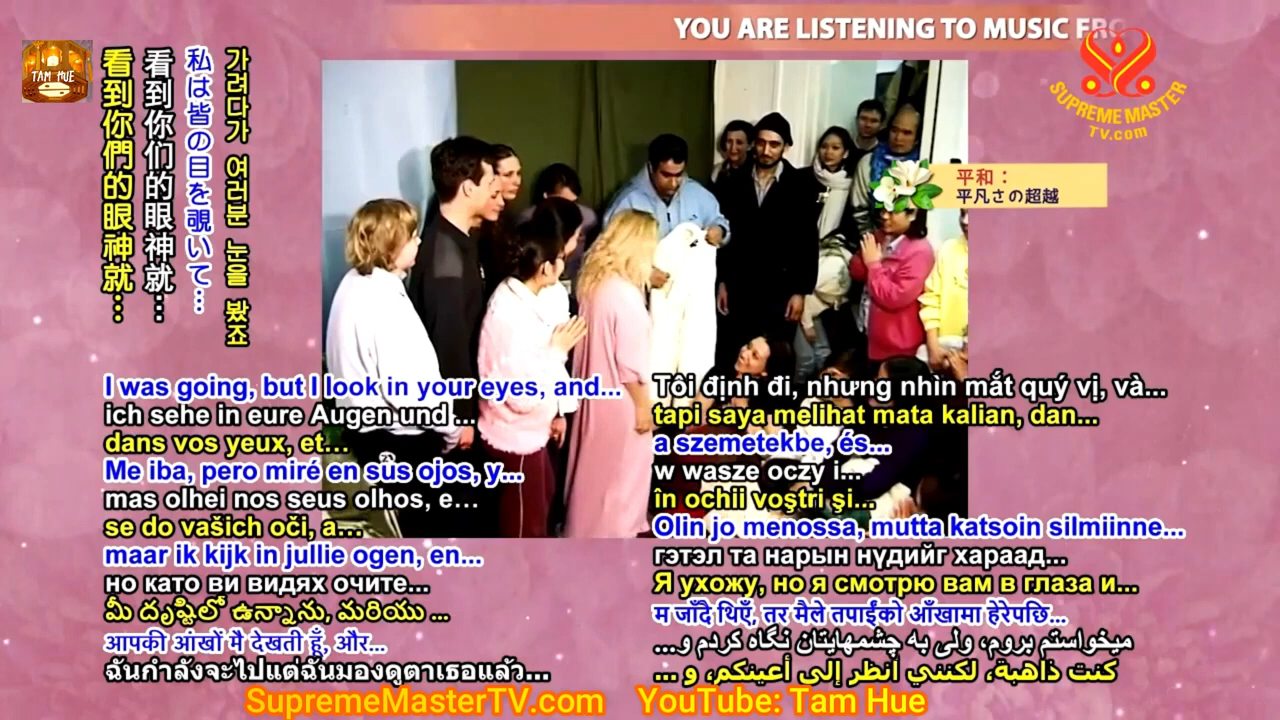 YOU ARE LISTENING TO MUSIC FRO
TAM HUE
SUPREME MASTER
TV.com
看到你們的眼神就…
看到你们的眼神就…
私は皆の目を覗いて…
가려다가 여러분 눈을 봤죠
平和：
平凡さの超越
I was going, but I look in your eyes, and...
ich sehe in eure Augen und ...
dans vos yeux, et...
Me iba, pero miré en sus ojos, y...
mas olhei nos seus olhos, e…
se do vašich oči, a...
maar ik kijk in jullie ogen, en...
но като ви видях очите...
మీ దృష్టిలో ఉన్నాను, మరియు ...
आपकी आंखों मै देखती हूँ, और...
ฉันกำลังจะไปแต่ฉันมองดูตาเธอแล้ว...
Tôi định đi, nhưng nhìn mắt quý vị, và...
tapi saya melihat mata kalian, dan...
a szemetekbe, és...
w wasze oczy i...
în ochii voştri şi...
Olin jo menossa, mutta katsoin silmiinne...
гэтэл та нарын нүдийг хараад...
Я ухожу, но я смотрю вам в глаза и...
म जाँदै थिएँ, तर मैले तपाईंको आँखामा हेरेपछि...
میخواستم بروم، ولی به چشمهایتان نگاه کردم و...
كنت ذاهبة، لكنني انظر إلى أعينكم، و ...
SupremeMasterTV.com
YouTube: Tam Hue